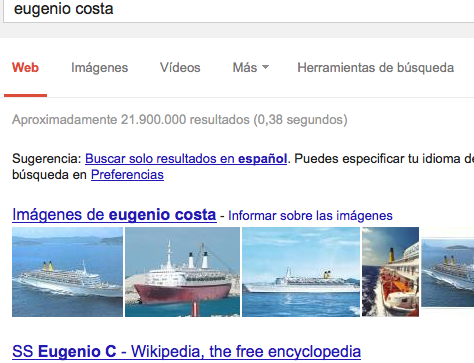 eugenio costa
Web Imágenes Vídeos Más Herramientas de búsqueda
Aproximadamente 21.900.000 resultados (0,38 segundos)
Sugerencia: Buscar solo resultados en español. Puedes especificar tu idioma de
búsqueda en Preferencias
Imágenes de eugenio costa - Informar sobre las imágenes
SS Eugenio C - Wikipedia, the free encyclopedia